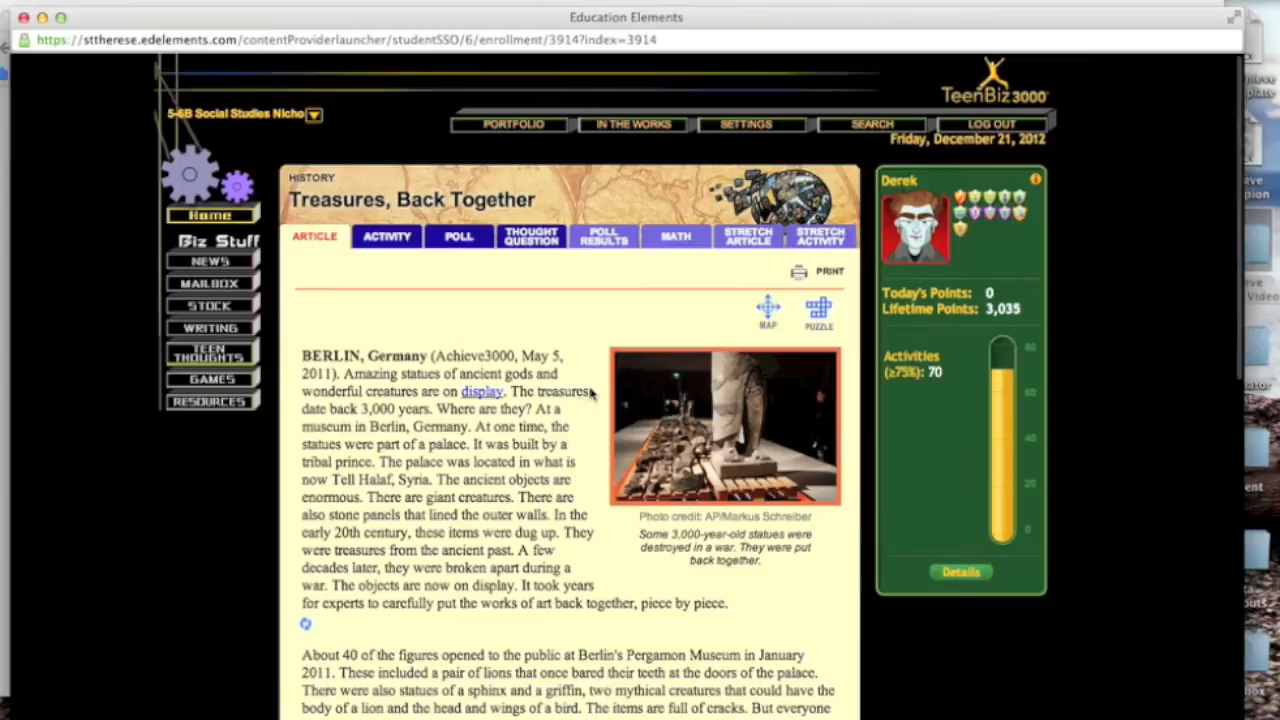 Education Elements
https://sttherese.edelements.com/contentProviderlauncher/studentSSO/6/enrollment/3914?index=3914
TeenBiz3000
5-6B Social Studies Nicho
PORTFOLIO IN THE WORKS SETTINGS SEARCH LOG OUT
Friday, December 21, 2012
Home
Biz Stuff
NEWS
MAILBOX
STOCK
WRITING
TEEN THOUGHTS
GAMES
RESOURCES
HISTORY
Treasures, Back Together
ARTICLE ACTIVITY POLL THOUGHT QUESTION POLL RESULTS MATH STRETCH ARTICLE STRETCH ACTIVITY
PRINT
MAP PUZZLE
BERLIN, Germany (Achieve3000, May 5,
2011). Amazing statues of ancient gods and
wonderful creatures are on display. The treasures
date back 3,000 years. Where are they? At a
museum in Berlin, Germany. At one time, the
statues were part of a palace. It was built by a
tribal prince. The palace was located in what is
now Tell Halaf, Syria. The ancient objects are
enormous. There are giant creatures. There are
also stone panels that lined the outer walls. In the
early 20th century, these items were dug up. They
were treasures from the ancient past. A few
decades later, they were broken apart during a
war. The objects are now on display. It took years
for experts to carefully put the works of art back together, piece by piece.
Photo credit: AP/Markus Schreiber
Some 3,000-year-old statues were
destroyed in a war. They were put
back together.
About 40 of the figures opened to the public at Berlin's Pergamon Museum in January
2011. These included a pair of lions that once bared their teeth at the doors of the palace.
There were also statues of a sphinx and a griffin, two mythical creatures that could have the
body of a lion and the head and wings of a bird. The items are full of cracks. But everyone
Derek
Today's Points: 0
Lifetime Points: 3,035
Activities
(≥75%): 70
80
60
40
20
0
Details